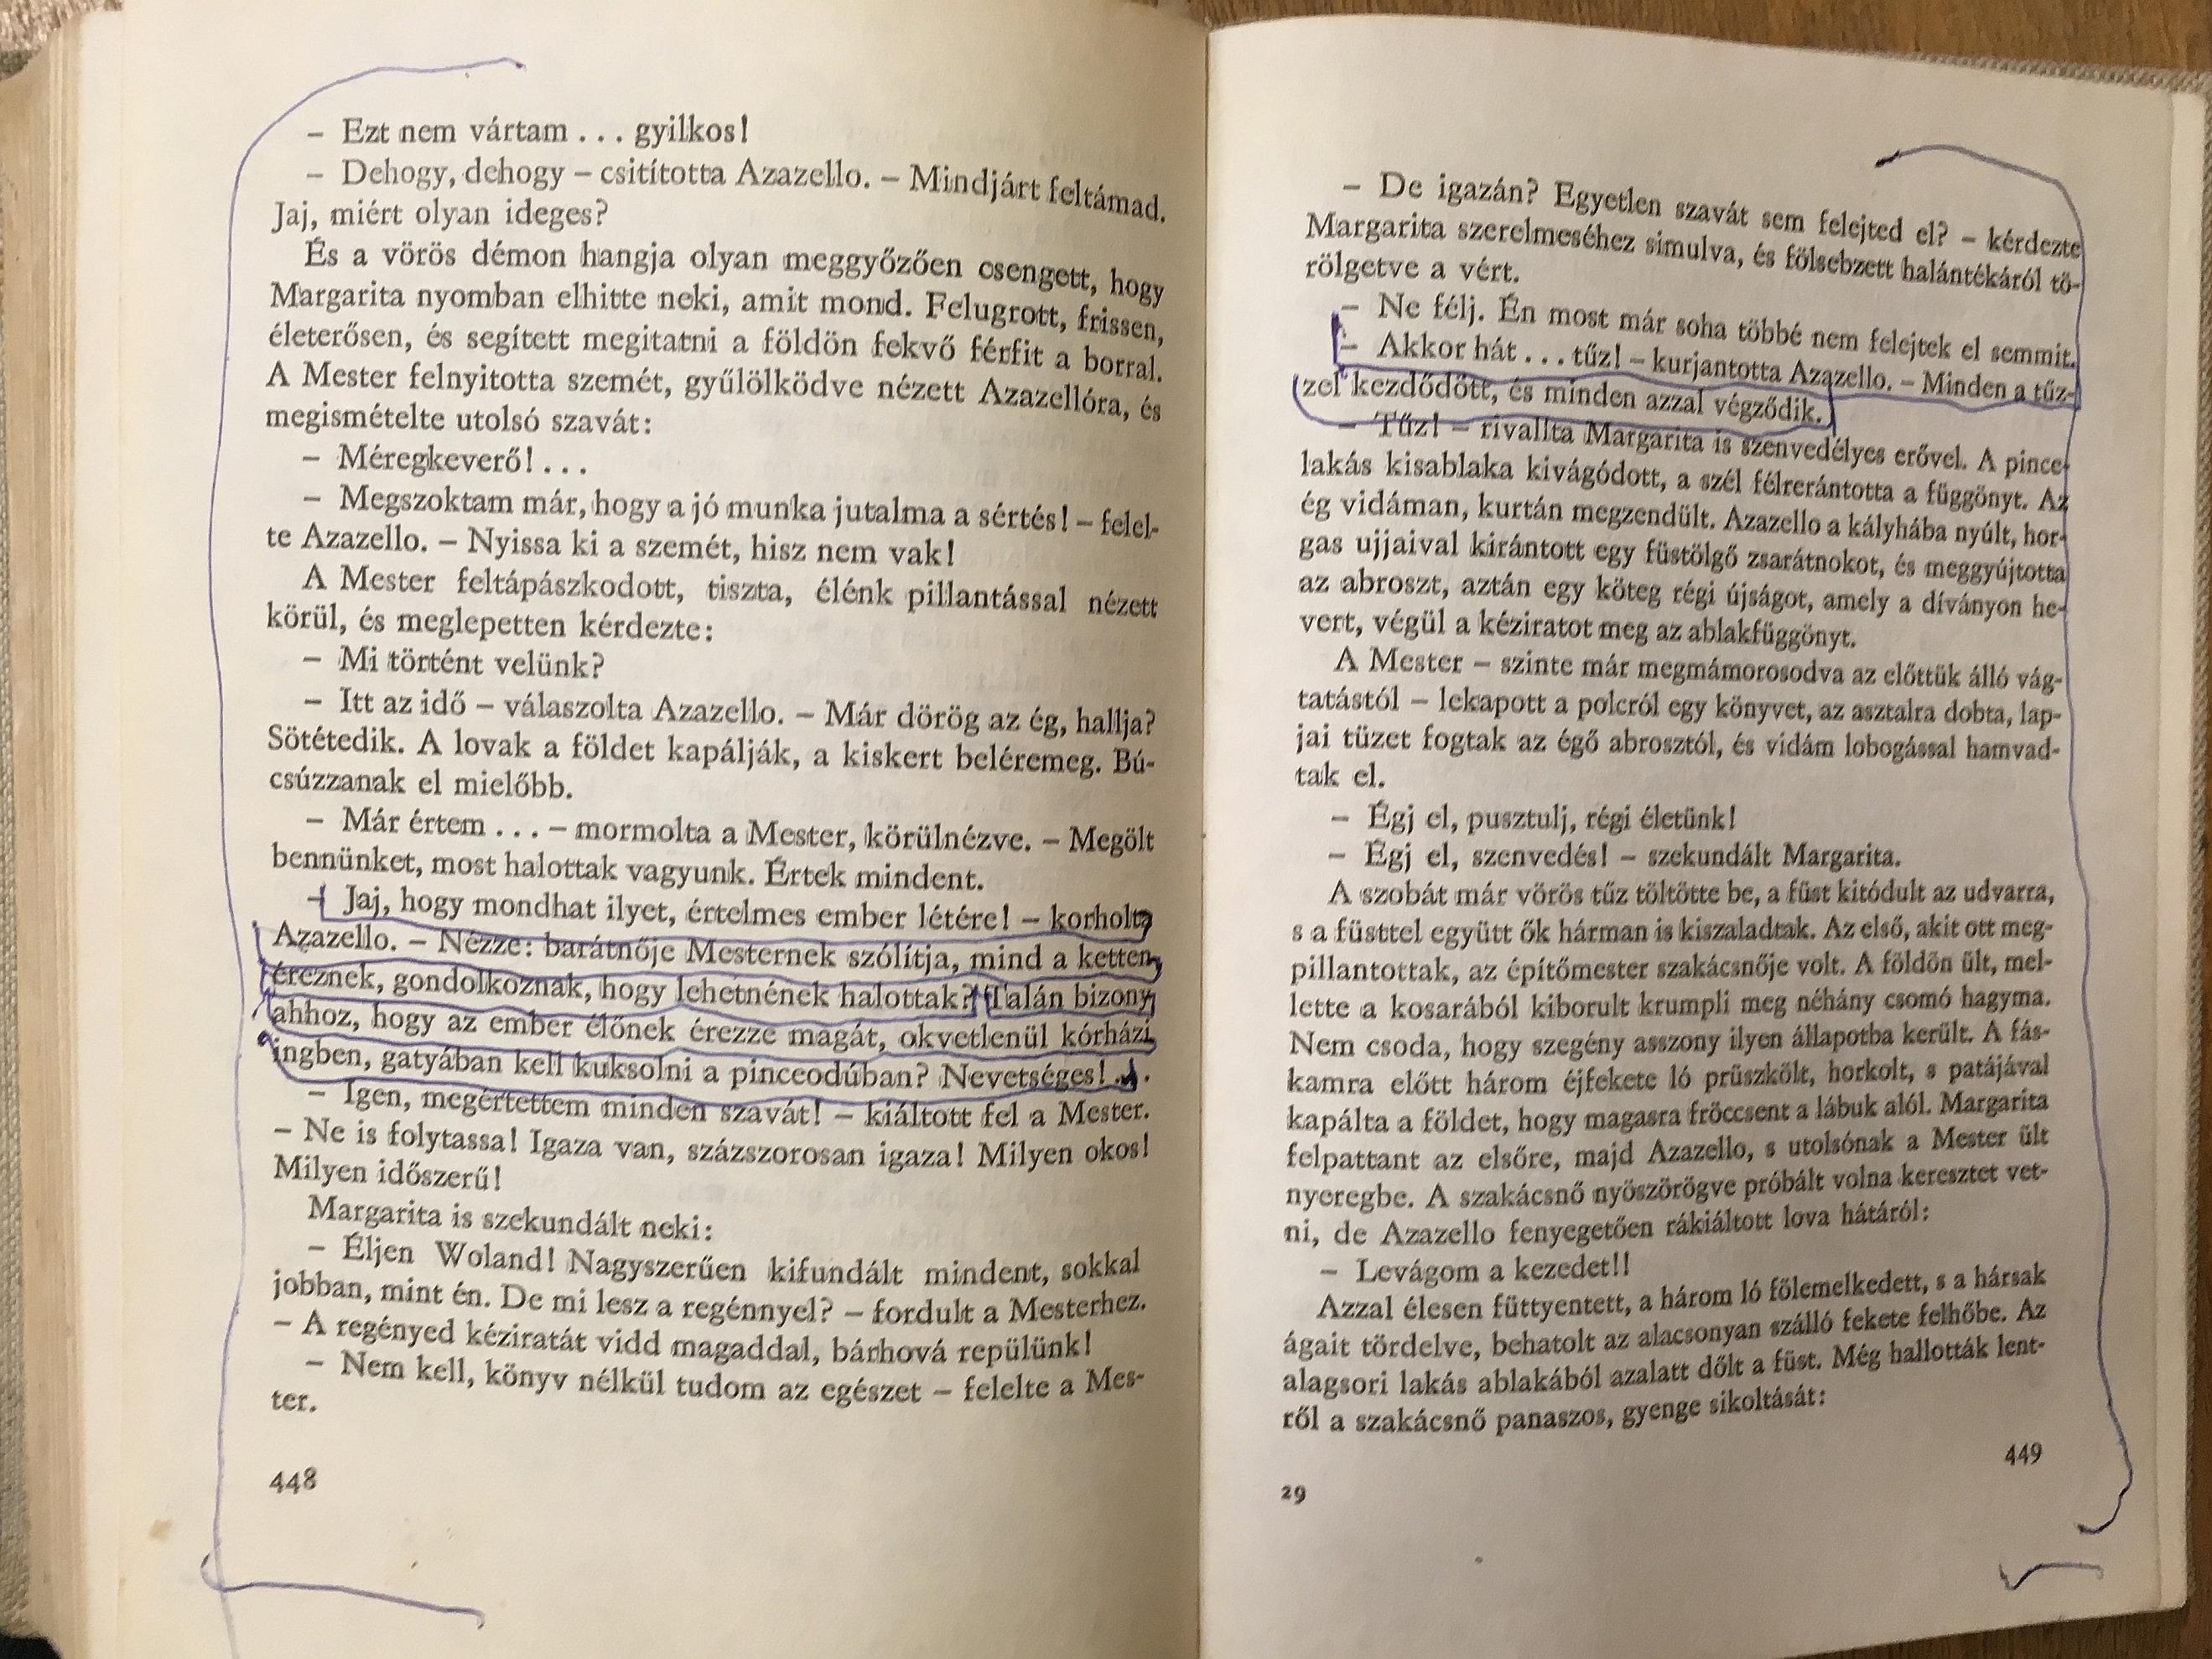 – Ezt nem vártam . . . gyilkos!
– Dehogy, dehogy – csitította Azazello. – Mindjárt feltámad.
Jaj, miért olyan ideges?
És a vörös démon hangja olyan meggyőzően csengett, hogy
Margarita nyomban elhitte neki, amit mond. Felugrott, frissen,
életerősen, és segített megitatni a földön fekvő férfit a borral.
A Mester felnyitotta szemét, gyűlölködve nézett Azazellóra, és
megismételte utolsó szavát:
– Méregkeverő! . . .
– Megszoktam már, hogy a jó munka jutalma a sértés! – felel-
te Azazello. – Nyissa ki a szemét, hisz nem vak!
A Mester feltápászkodott, tiszta, élénk pillantással nézett
körül, és meglepetten kérdezte:
– Mi történt velünk?
– Itt az idő – válaszolta Azazello. – Már dörög az ég, hallja?
Sötétedik. A lovak a földet kapálják, a kiskert beléremeg. Bú-
csúzzanak el mielőbb.
– Már értem . . . – mormolta a Mester, körülnézve. – Megölt
bennünket, most halottak vagyunk. Értek mindent.
– Jaj, hogy mondhat ilyet, értelmes ember létére! – korholta
Azazello. – Nézze: barátnője Mesternek szólítja, mind a ketten
éreznek, gondolkoznak, hogy lehetnének halottak? Talán bizony
ahhoz, hogy az ember élőnek érezze magát, okvetlenül kórházi
ingben, gatyában kell kuksolni a pinceodúban? Nevetséges! . . .
– Igen, megértettem minden szavát! – kiáltott fel a Mester.
– Ne is folytassa! Igaza van, százszorosan igaza! Milyen okos!
Milyen időszerű!
Margarita is szekundált neki:
– Éljen Woland! Nagyszerűen kifundált mindent, sokkal
jobban, mint én. De mi lesz a regénnyel? – fordult a Mesterhez.
– A regényed kéziratát vidd magaddal, bárhová repülünk!
– Nem kell, könyv nélkül tudom az egészet – felelte a Mes-
ter.
448
– De igazán? Egyetlen szavát sem felejted el? – kérdezte
Margarita szerelmeséhez simulva, és fölsebzett halántékáról tö-
rölgetve a vért.
– Ne félj. Én most már soha többé nem felejtek el semmit.
– Akkor hát . . . tűz! – kurjantotta Azazello. – Minden a tűz-
zel kezdődött, és minden azzal végződik.
– Tűz! – rivallta Margarita is szenvedélyes erővel. A pince-
lakás kisablaka kivágódott, a szél félrerántotta a függönyt. Az
ég vidáman, kurtán megzendült. Azazello a kályhába nyúlt, hor-
gas ujjaival kirántott egy füstölgő zsarátnokot, és meggyújtotta
az abroszt, aztán egy köteg régi újságot, amely a díványon he-
vert, végül a kéziratot meg az ablakfüggönyt.
A Mester – szinte már megmámorosodva az előttük álló vág-
tatástól – lekapott a polcról egy könyvet, az asztalra dobta, lap-
jai tüzet fogtak az égő abrosztól, és vidám lobogással hamvad-
tak el.
– Égj el, pusztulj, régi életünk!
– Égj el, szenvedés! – szekundált Margarita.
A szobát már vörös tűz töltötte be, a füst kitódult az udvarra,
s a füsttel együtt ők hárman is kiszaladtak. Az első, akit ott meg-
pillantottak, az építőmester szakácsnője volt. A földön ült, mel-
lette a kosarából kiborult krumpli meg néhány csomó hagyma.
Nem csoda, hogy szegény asszony ilyen állapotba került. A fás-
kamra előtt három éjfekete ló prüszkölt, horkolt, s patájával
kapálta a földet, hogy magasra fröccsent a lábuk alól. Margarita
felpattant az elsőre, majd Azazello, s utolsónak a Mester ült
nyeregbe. A szakácsnő nyöszörögve próbált volna keresztet vet-
ni, de Azazello fenyegetően rákiáltott lova hátáról:
– Levágom a kezedet!!
Azzal élesen füttyentett, a három ló fölemelkedett, s a hársak
ágait tördelve, behatolt az alacsonyan szálló fekete felhőbe. Az
alagsori lakás ablakából azalatt dőlt a füst. Még hallották lent-
ről a szakácsnő panaszos, gyenge sikoltását:
449
29